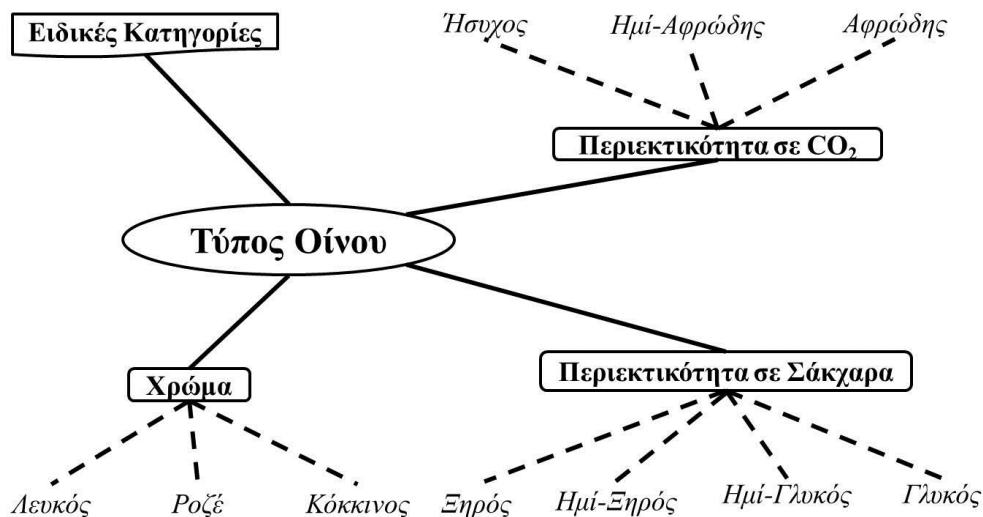 Ειδικές Κατηγορίες
Ήσυχος
Ημί-Αφρώδης
Αφρώδης
Περιεκτικότητα σε CO₂
Τύπος Οίνου
Χρώμα
Περιεκτικότητα σε Σάκχαρα
Λευκός
Ροζέ
Κόκκινος
Ξηρός
Ημί-Ξηρός
Ημί-Γλυκός
Γλυκός